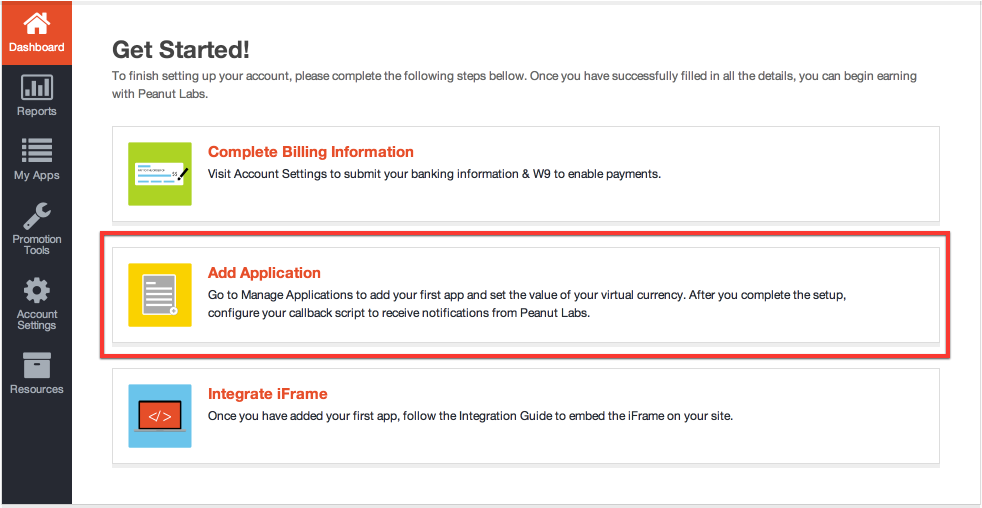 Dashboard
Reports
My Apps
Promotion
Tools
Account
Settings
Resources
Get Started!
To finish setting up your account, please complete the following steps bellow. Once you have successfully filled in all the details, you can begin earning
with Peanut Labs.
Complete Billing Information
Visit Account Settings to submit your banking information & W9 to enable payments.
Add Application
Go to Manage Applications to add your first app and set the value of your virtual currency. After you complete the setup,
configure your callback script to receive notifications from Peanut Labs.
</>
Integrate iFrame
Once you have added your first app, follow the Integration Guide to embed the iFrame on your site.